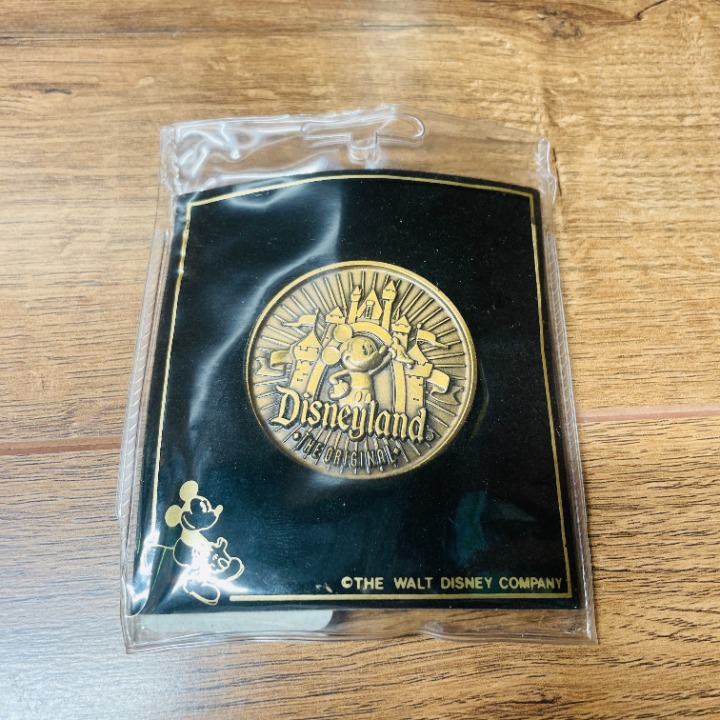 Disneyland®
• THE ORIGINAL •
©THE WALT DISNEY COMPANY